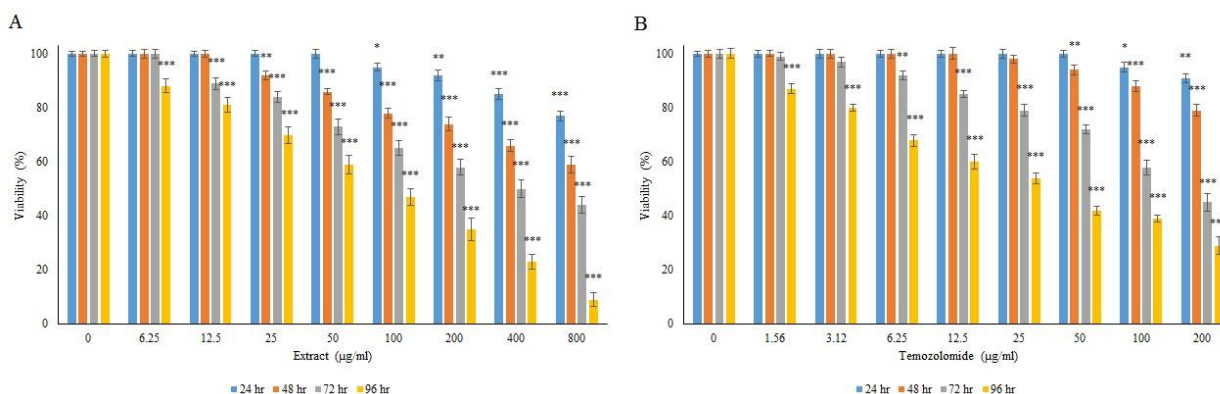 A
Viability (%)
100
80
60
40
20
0
***
*** ***
** *** ***
*** *** ***
* *** *** ***
** *** *** ***
*** *** *** ***
*** *** *** ***
0 6.25 12.5 25 50 100 200 400 800
Extract (µg/ml)
24 hr 48 hr 72 hr 96 hr
B
Viability (%)
100
80
60
40
20
0
***
***
** ***
*** ***
*** ***
** *** ***
* *** *** ***
** *** ***
0 1.56 3.12 6.25 12.5 25 50 100 200
Temozolomide (µg/ml)
24 hr 48 hr 72 hr 96 hr